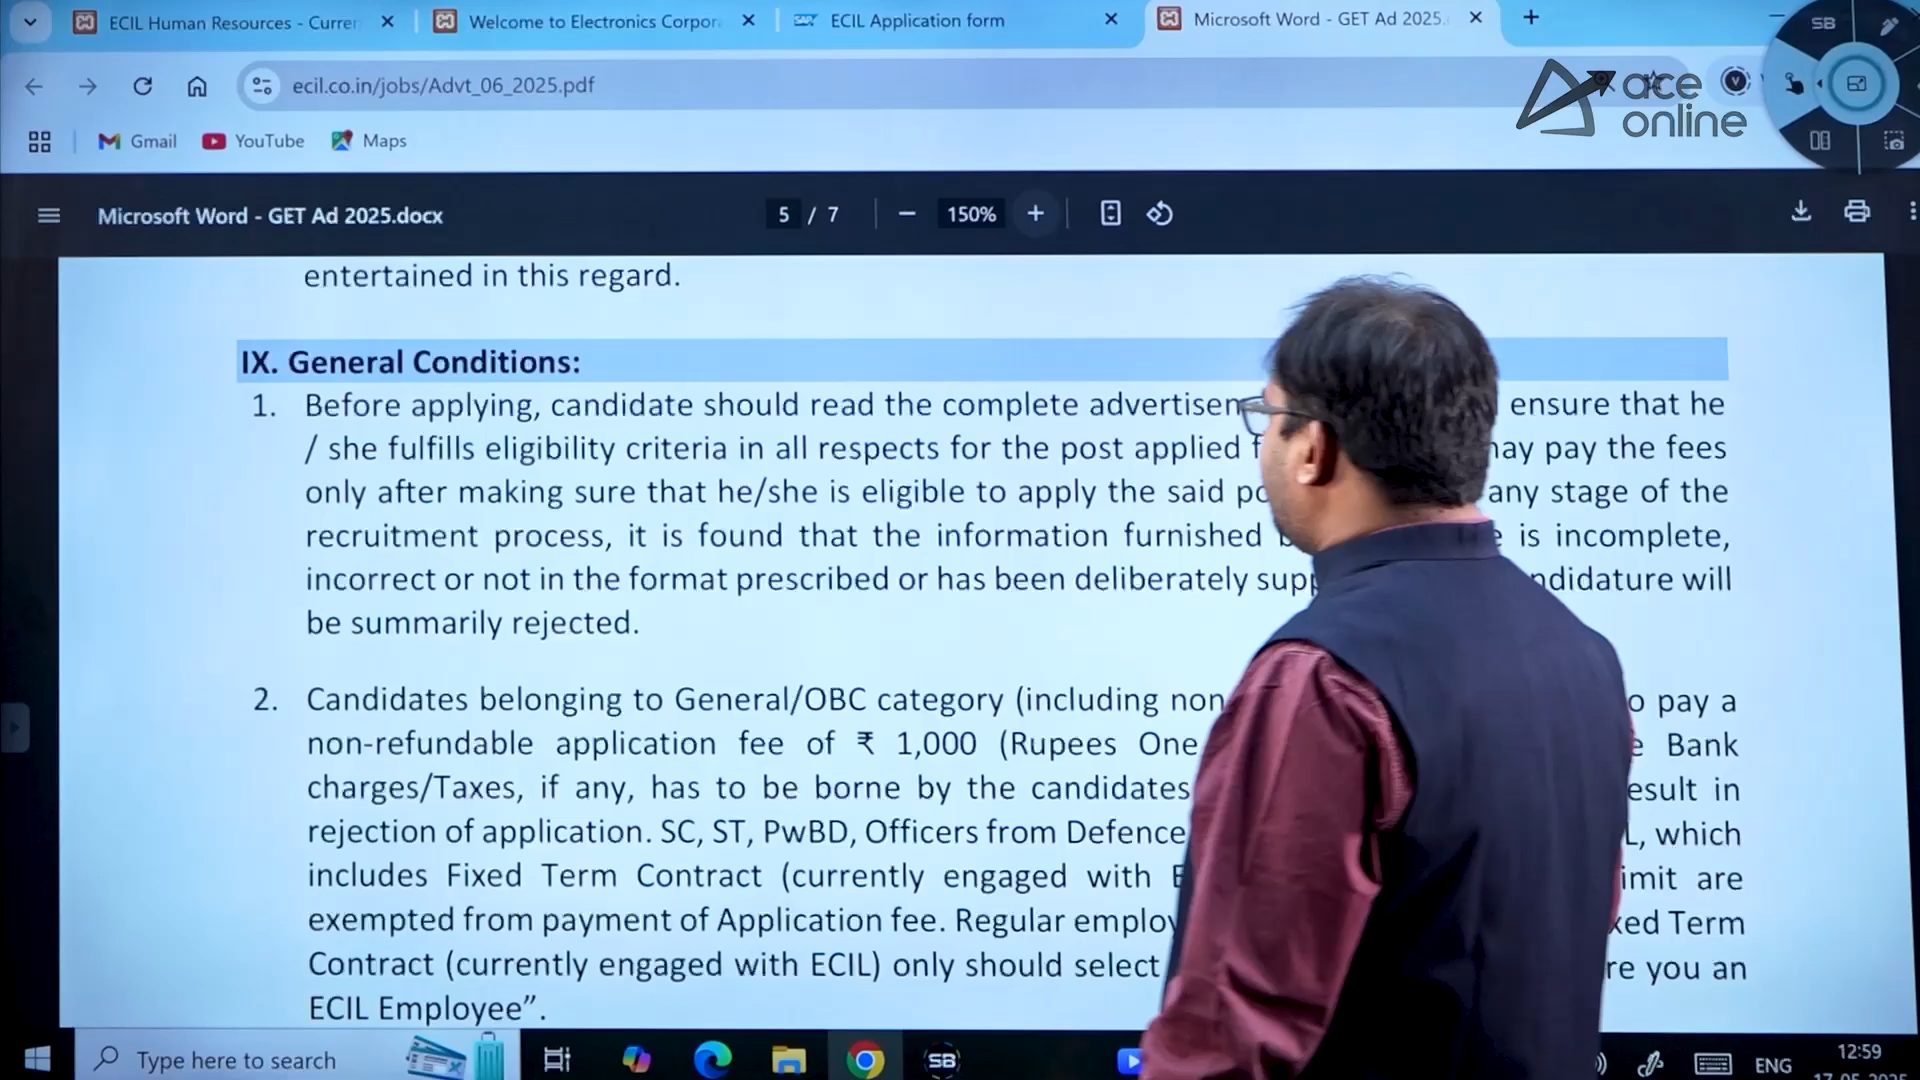 ECIL Human Resources - Curren
Welcome to Electronics Corpor
SAP
ECIL Application form
Microsoft Word - GET Ad 2025.
SB
ecil.co.in/jobs/Advt_06_2025.pdf
ace
online
Gmail
YouTube
Maps
Microsoft Word - GET Ad 2025.docx
5 / 7
150%
entertained in this regard.
IX. General Conditions:
1. Before applying, candidate should read the complete ensure that he
/ she fulfills eligibility criteria in all respects for the post applied pay the fees
only after making sure that he/she is eligible to apply the said any stage of the
recruitment process, it is found that the information furnished is incomplete,
incorrect or not in the format prescribed or has been deliberately will
be summarily rejected.
2. Candidates belonging to General/OBC category (including non pay a
non-refundable application fee of ₹ 1,000 (Rupees One Bank
charges/Taxes, if any, has to be borne by the candidates in
rejection of application. SC, ST, PwBD, Officers from Defence which
includes Fixed Term Contract (currently engaged with are
exempted from payment of Application fee. Regular Term
Contract (currently engaged with ECIL) only should select you an
ECIL Employee”.
Type here to search
SB
ENG
12:59